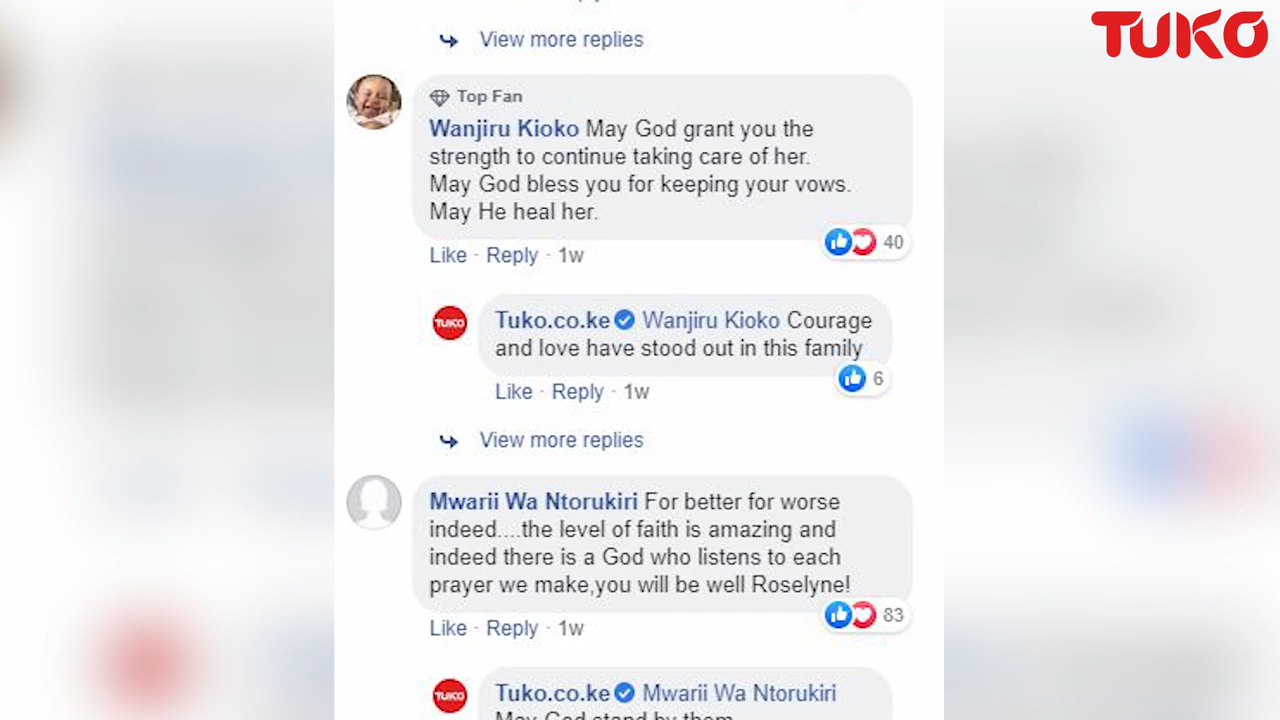 TUKO
View more replies
Top Fan
Wanjiru Kioko May God grant you the
strength to continue taking care of her.
May God bless you for keeping your vows.
May He heal her.
40
Like · Reply · 1w
TUKO
Tuko.co.ke Wanjiru Kioko Courage
and love have stood out in this family
6
Like · Reply · 1w
View more replies
Mwarii Wa Ntorukiri For better for worse
indeed....the level of faith is amazing and
indeed there is a God who listens to each
prayer we make,you will be well Roselyne!
83
Like · Reply · 1w
TUKO
Tuko.co.ke Mwarii Wa Ntorukiri
May God stand by them